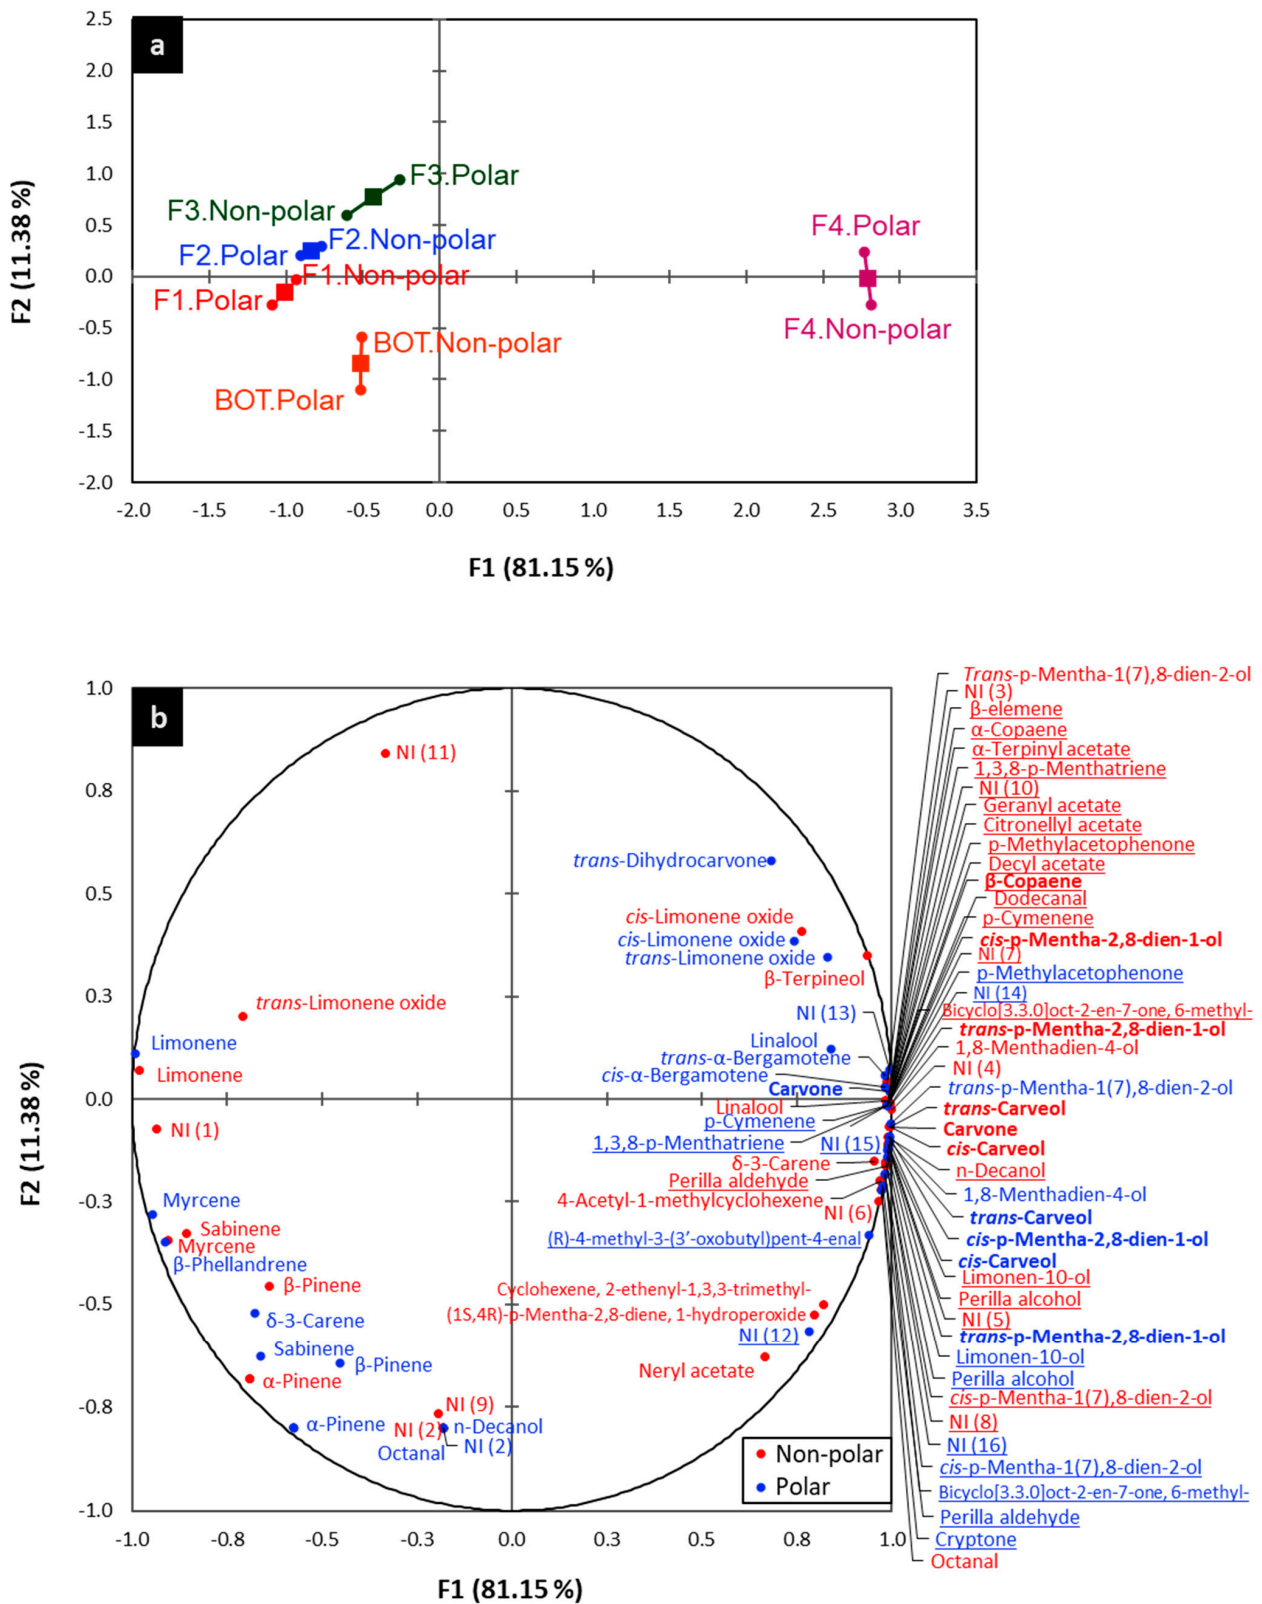 a
2.5
2.0
1.5
1.0
0.5
0.0
-0.5
-1.0
-1.5
-2.0
F2 (11.38 %)
F3.Polar
F3.Non-polar
F2.Non-polar
F2.Polar
F1.Non-polar
F1.Polar
BOT.Non-polar
BOT.Polar
F4.Polar
F4.Non-polar
-2.0 -1.5 -1.0 -0.5 0.0 0.5 1.0 1.5 2.0 2.5 3.0 3.5
F1 (81.15 %)
b
1.0
0.8
0.5
0.3
0.0
-0.3
-0.5
-0.8
-1.0
F2 (11.38 %)
NI (11)
trans-Dihydrocarvone
cis-Limonene oxide
cis-Limonene oxide
trans-Limonene oxide
β-Terpineol
trans-Limonene oxide
NI (13)
Limonene
Linalool
trans-α-Bergamotene
Limonene
cis-α-Bergamotene
Carvone
Linalool
p-Cymenene
NI (1)
1,3,8-p-Menthatriene
NI (15)
δ-3-Carene
Perilla aldehyde
4-Acetyl-1-methylcyclohexene
NI (6)
Myrcene
Sabinene
Myrcene
β-Phellandrene
(R)-4-methyl-3-(3’-oxobutyl)pent-4-enal
β-Pinene
Cyclohexene, 2-ethenyl-1,3,3-trimethyl-
(1S,4R)-p-Mentha-2,8-diene, 1-hydroperoxide
δ-3-Carene
NI (12)
Sabinene
β-Pinene
α-Pinene
Neryl acetate
NI (9)
α-Pinene
NI (2)
n-Decanol
Octanal
NI (2)
Non-polar
Polar
Trans-p-Mentha-1(7),8-dien-2-ol
NI (3)
β-elemene
α-Copaene
α-Terpinyl acetate
1,3,8-p-Menthatriene
NI (10)
Geranyl acetate
Citronellyl acetate
p-Methylacetophenone
Decyl acetate
β-Copaene
Dodecanal
p-Cymenene
cis-p-Mentha-2,8-dien-1-ol
NI (7)
p-Methylacetophenone
NI (14)
Bicyclo[3.3.0]oct-2-en-7-one, 6-methyl-
trans-p-Mentha-2,8-dien-1-ol
1,8-Menthadien-4-ol
NI (4)
trans-p-Mentha-1(7),8-dien-2-ol
trans-Carveol
Carvone
cis-Carveol
n-Decanol
1,8-Menthadien-4-ol
trans-Carveol
cis-p-Mentha-2,8-dien-1-ol
cis-Carveol
Limonen-10-ol
Perilla alcohol
NI (5)
trans-p-Mentha-2,8-dien-1-ol
Limonen-10-ol
Perilla alcohol
cis-p-Mentha-1(7),8-dien-2-ol
NI (8)
NI (16)
cis-p-Mentha-1(7),8-dien-2-ol
Bicyclo[3.3.0]oct-2-en-7-one, 6-methyl-
Perilla aldehyde
Cryptone
Octanal
-1.0 -0.8 -0.5 -0.3 0.0 0.3 0.5 0.8 1.0
F1 (81.15 %)